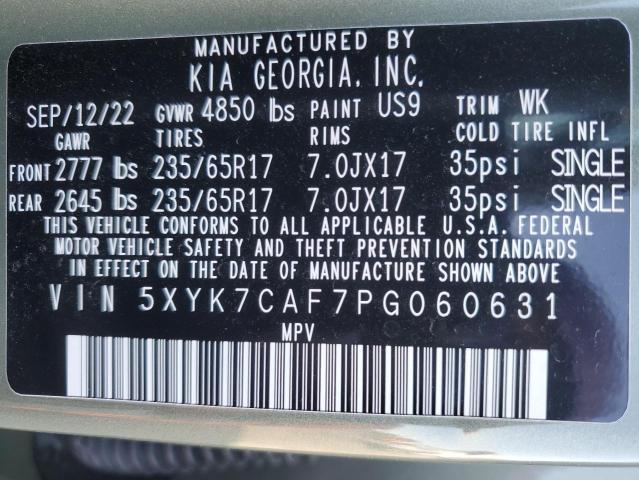 MANUFACTURED BY
KIA GEORGIA, INC.
SEP/12/22 GVWR 4850 lbs PAINT US9 TRIM WK
GAWR TIRES RIMS COLD TIRE INFL
FRONT 2777 lbs 235/65R17 7.0JX17 35psi SINGLE
REAR 2645 lbs 235/65R17 7.0JX17 35psi SINGLE
THIS VEHICLE CONFORMS TO ALL APPLICABLE U.S.A. FEDERAL
MOTOR VEHICLE SAFETY AND THEFT PREVENTION STANDARDS
IN EFFECT ON THE DATE OF MANUFACTURE SHOWN ABOVE
VIN 5XYK7CAF7PG060631
MPV